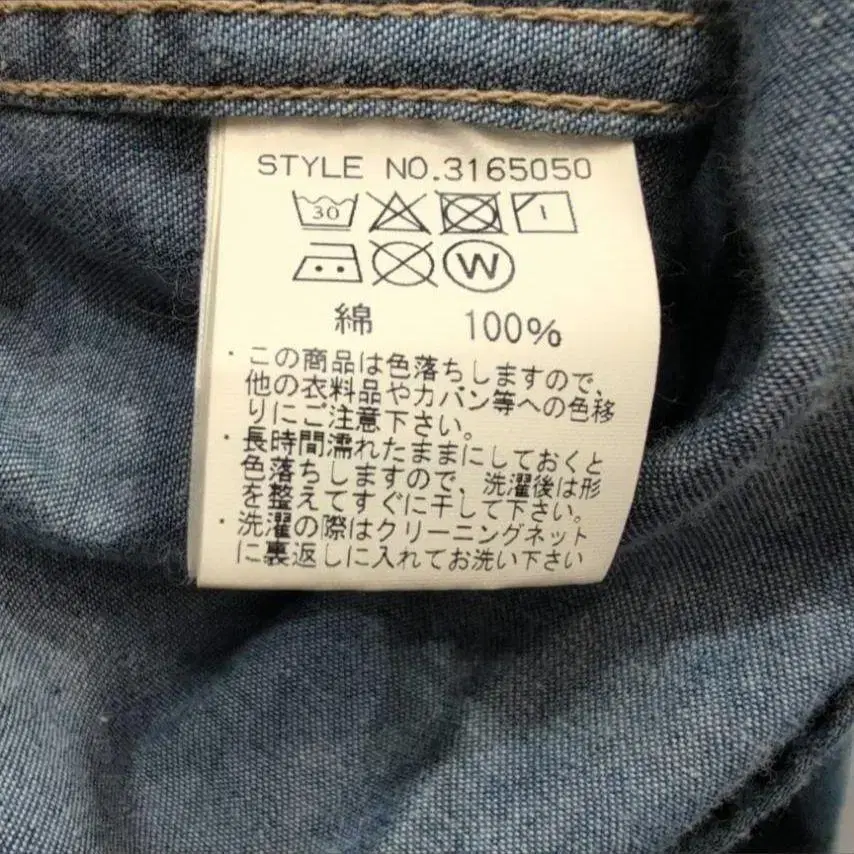 STYLE NO.3165050
30
W
綿 100%
・この商品は色落ちしますので、
他の衣料品やカバン等への色移
りにご注意下さい。
・長時間濡れたままにしておくと
色落ちしますので、洗濯後は形
を整えてすぐに干して下さい。
・洗濯の際はクリーニングネット
に裏返しに入れてお洗い下さい